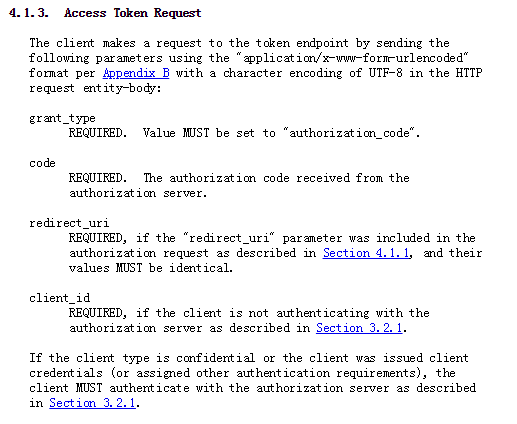 4.1.3.  Access Token Request
The client makes a request to the token endpoint by sending the
following parameters using the "application/x-www-form-urlencoded"
format per Appendix B with a character encoding of UTF-8 in the HTTP
request entity-body:
grant_type
REQUIRED.  Value MUST be set to "authorization_code".
code
REQUIRED.  The authorization code received from the
authorization server.
redirect_uri
REQUIRED, if the "redirect_uri" parameter was included in the
authorization request as described in Section 4.1.1, and their
values MUST be identical.
client_id
REQUIRED, if the client is not authenticating with the
authorization server as described in Section 3.2.1.
If the client type is confidential or the client was issued client
credentials (or assigned other authentication requirements), the
client MUST authenticate with the authorization server as described
in Section 3.2.1.